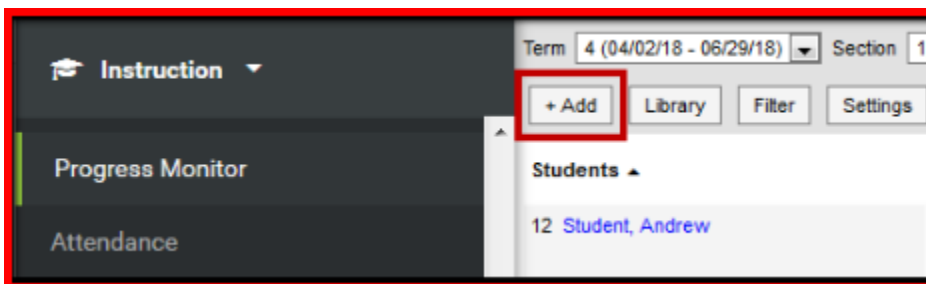 Instruction
Progress Monitor
Attendance
Term 4 (04/02/18 - 06/29/18) Section 1
+ Add Library Filter Settings
Students
12 Student, Andrew